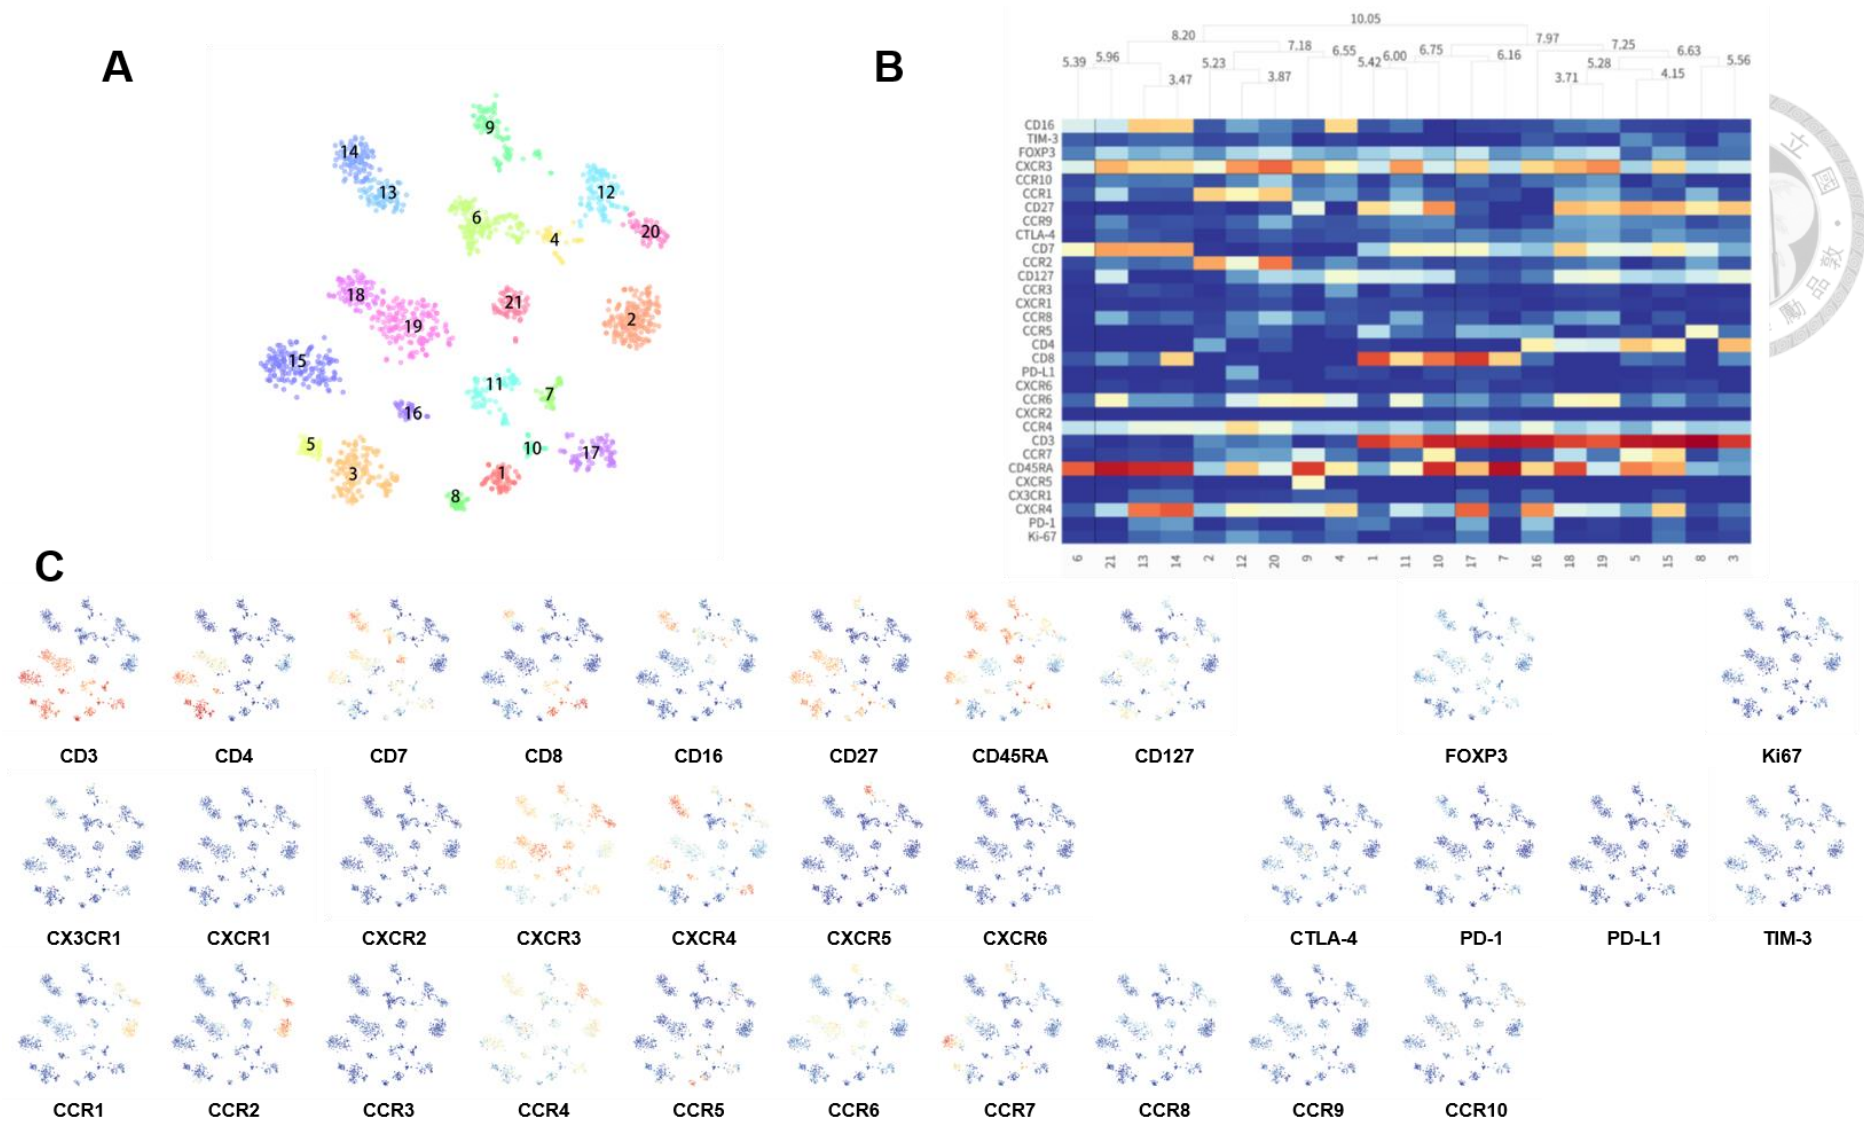 A
9
14
13
12
6
4
20
18
21
2
19
15
11
7
16
5
10
17
3
1
8
B
10.05
8.20
7.97
7.18
7.25
6.55
6.75
6.63
5.39
5.96
5.23
5.42
6.00
6.16
5.28
5.56
3.47
3.87
3.71
4.15
CD16
TIM-3
FOXP3
CXCR3
CCR10
CCR1
CD27
CCR9
CTLA-4
CD7
CCR2
CD127
CCR3
CXCR1
CCR8
CCR5
CD4
CD8
PD-L1
CXCR6
CCR6
CXCR2
CCR4
CD3
CCR7
CD45RA
CXCR5
CX3CR1
CXCR4
PD-1
Ki-67
6 21 13 14 2 12 20 9 4 1 11 10 17 7 16 18 19 5 15 8 3
立 國
敦 品 勵
C
CD3 CD4 CD7 CD8 CD16 CD27 CD45RA CD127 FOXP3 Ki67
CX3CR1 CXCR1 CXCR2 CXCR3 CXCR4 CXCR5 CXCR6 CTLA-4 PD-1 PD-L1 TIM-3
CCR1 CCR2 CCR3 CCR4 CCR5 CCR6 CCR7 CCR8 CCR9 CCR10